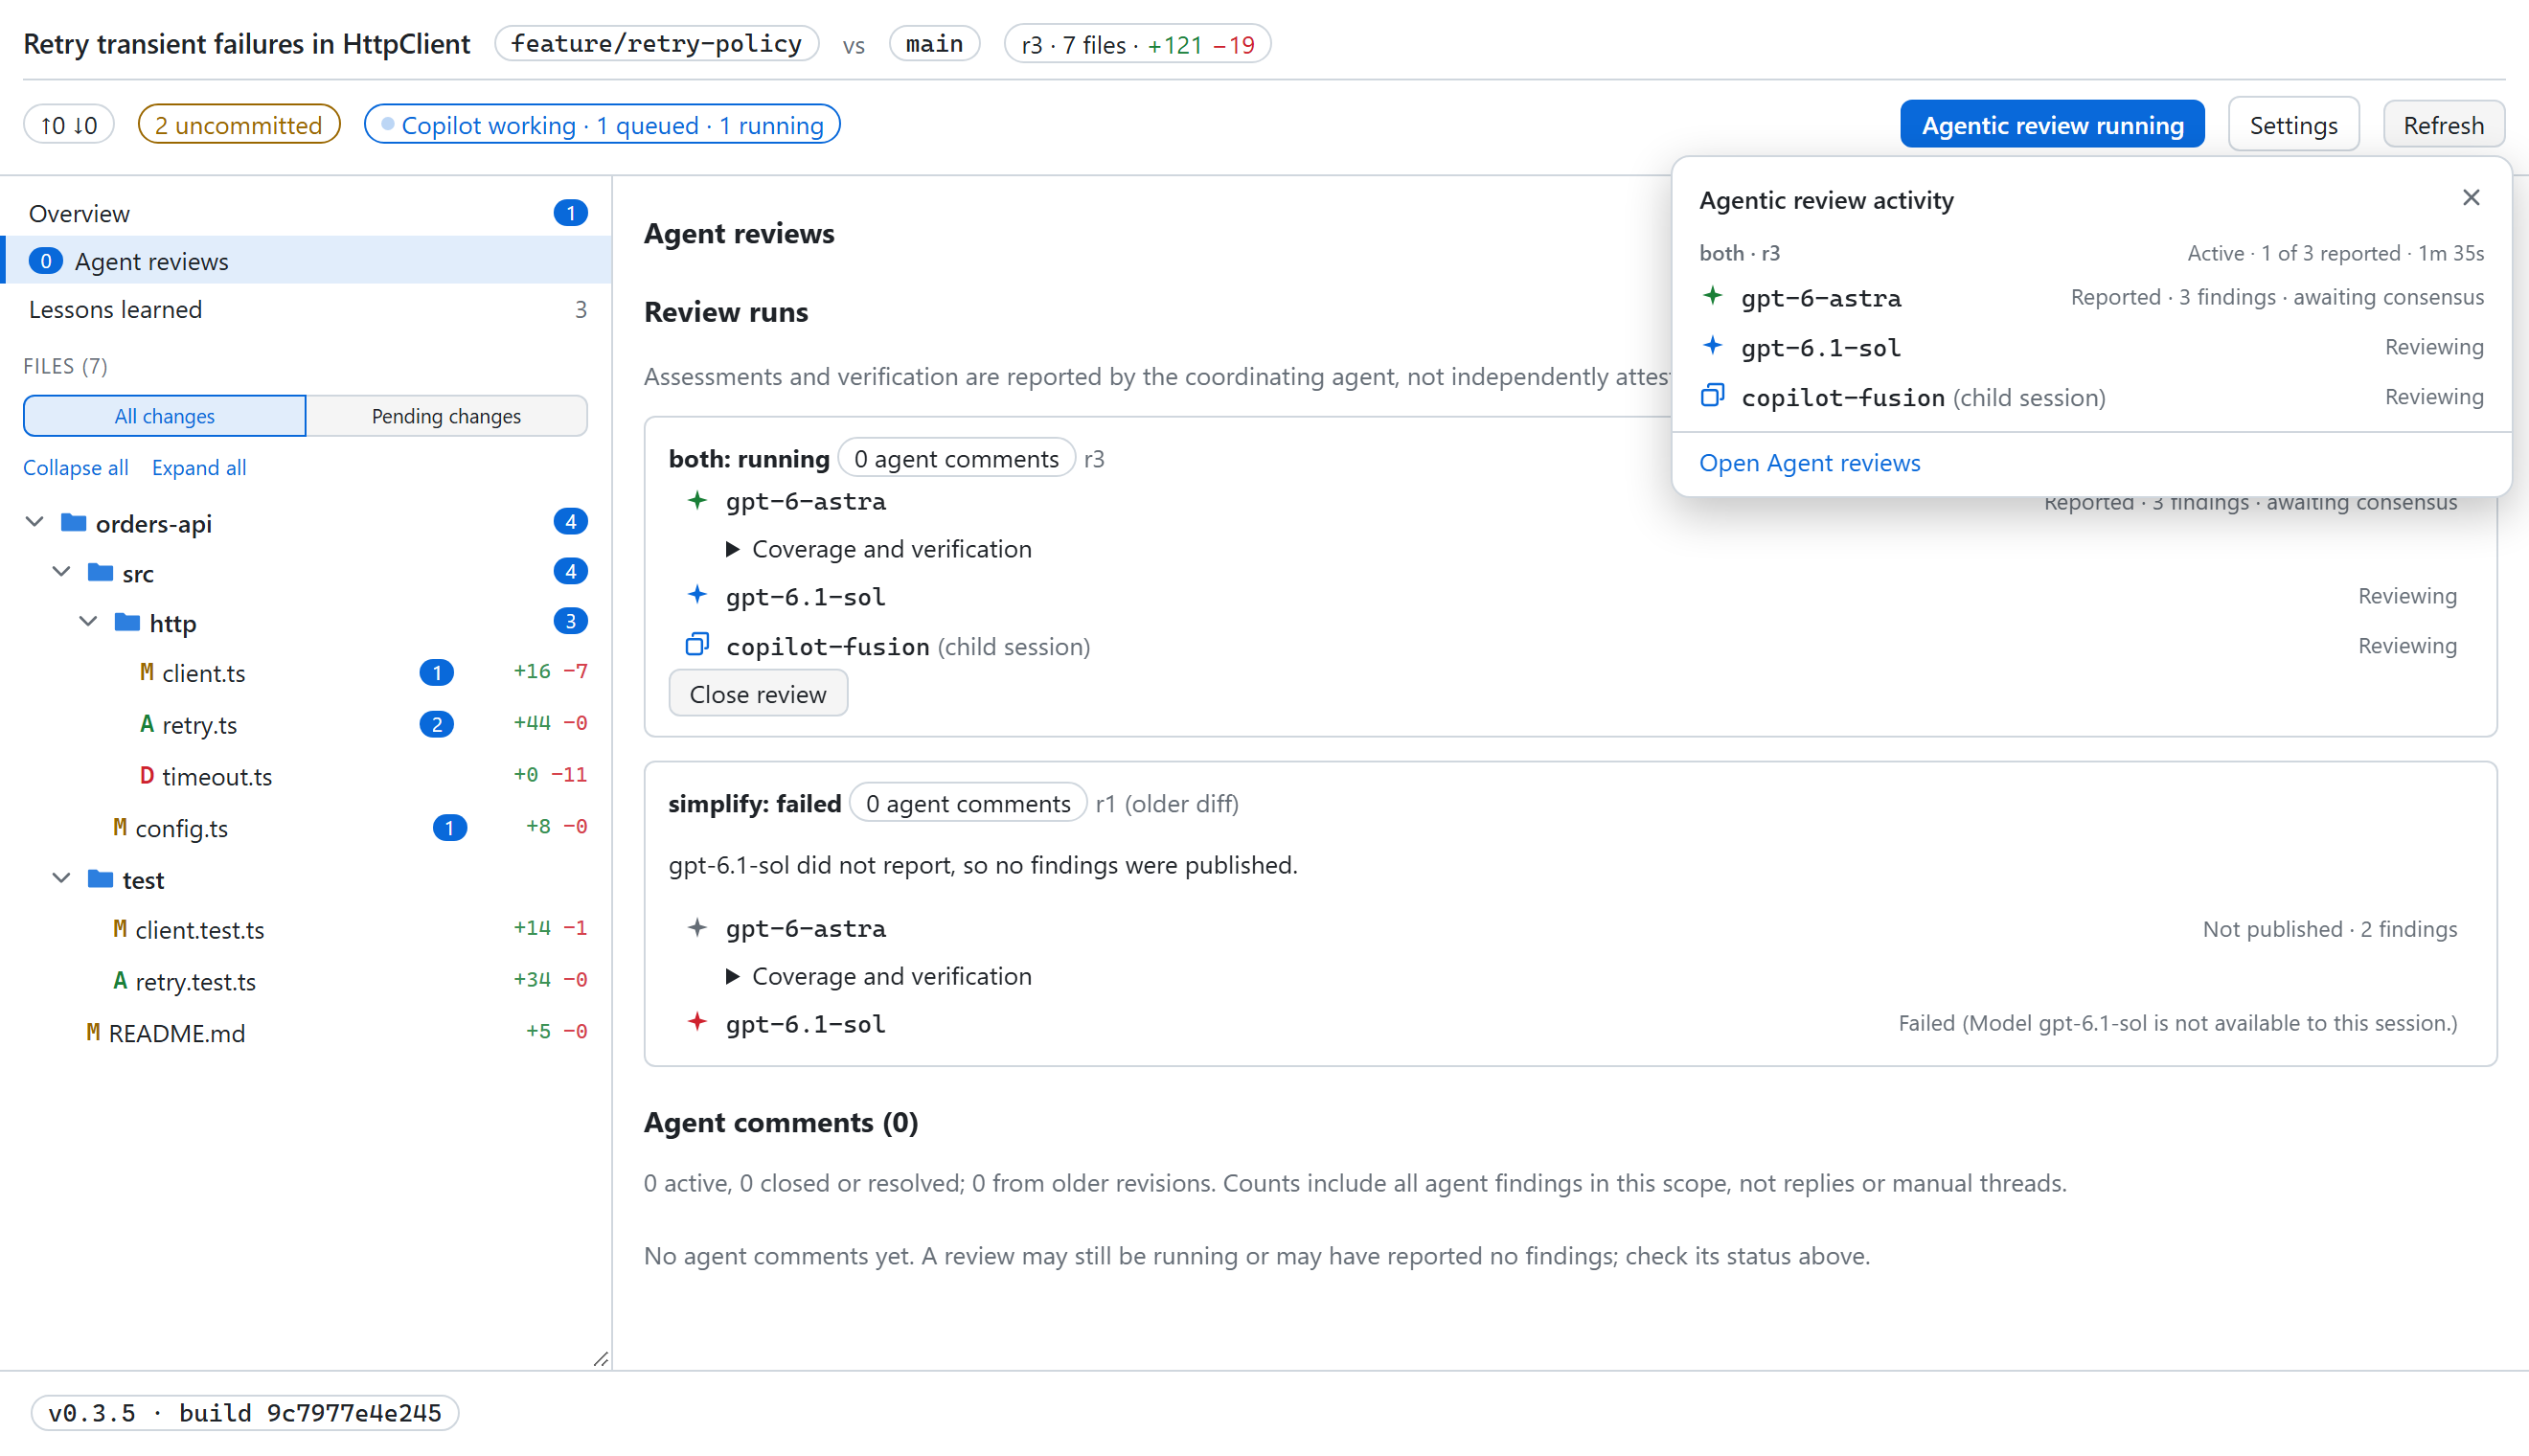 Retry transient failures in HttpClient feature/retry-policy vs main r3 · 7 files · +121 −19
↑0 ↓0 2 uncommitted Copilot working · 1 queued · 1 running Agentic review running Settings Refresh
Overview 1
0 Agent reviews
Lessons learned 3
FILES (7)
All changes Pending changes
Collapse all Expand all
orders-api 4
src 4
http 3
M client.ts 1 +16 −7
A retry.ts 2 +44 −0
D timeout.ts +0 −11
M config.ts 1 +8 −0
test
M client.test.ts +14 −1
A retry.test.ts +34 −0
M README.md +5 −0
Agent reviews
Review runs
Assessments and verification are reported by the coordinating agent, not independently
both: running 0 agent comments r3
gpt-6-astra Reported · 3 findings · awaiting consensus
▶ Coverage and verification
gpt-6.1-sol Reviewing
copilot-fusion (child session) Reviewing
Close review
simplify: failed 0 agent comments r1 (older diff)
gpt-6.1-sol did not report, so no findings were published.
gpt-6-astra Not published · 2 findings
▶ Coverage and verification
gpt-6.1-sol Failed (Model gpt-6.1-sol is not available to this session.)
Agent comments (0)
0 active, 0 closed or resolved; 0 from older revisions. Counts include all agent findings in this scope, not replies or manual threads.
No agent comments yet. A review may still be running or may have reported no findings; check its status above.
Agentic review activity ×
both · r3 Active · 1 of 3 reported · 1m 35s
gpt-6-astra Reported · 3 findings · awaiting consensus
gpt-6.1-sol Reviewing
copilot-fusion (child session) Reviewing
Open Agent reviews
v0.3.5 · build 9c7977e4e245